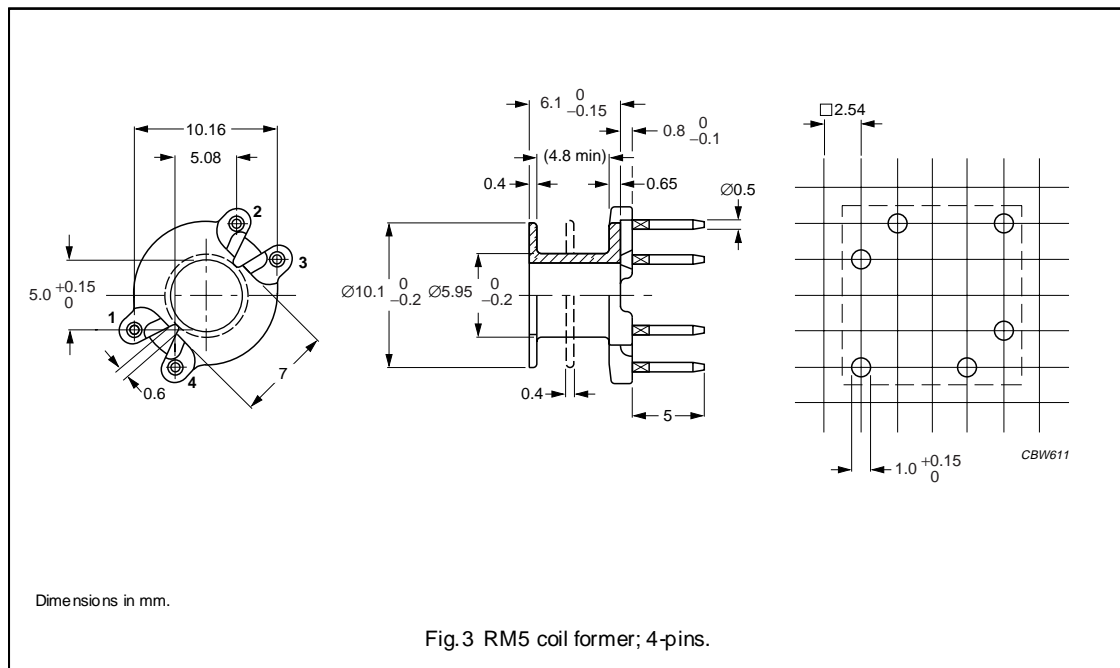 10.16
5.08
2
3
5.0 +0.15 0
1
4
0.6
7
6.1 0 −0.15
0.8 0 −0.1
(4.8 min)
0.4
0.65
∅0.5
∅10.1 0 −0.2
∅5.95 0 −0.2
0.4
5
□2.54
1.0 +0.15 0
CBW611
Dimensions in mm.
Fig.3 RM5 coil former; 4-pins.